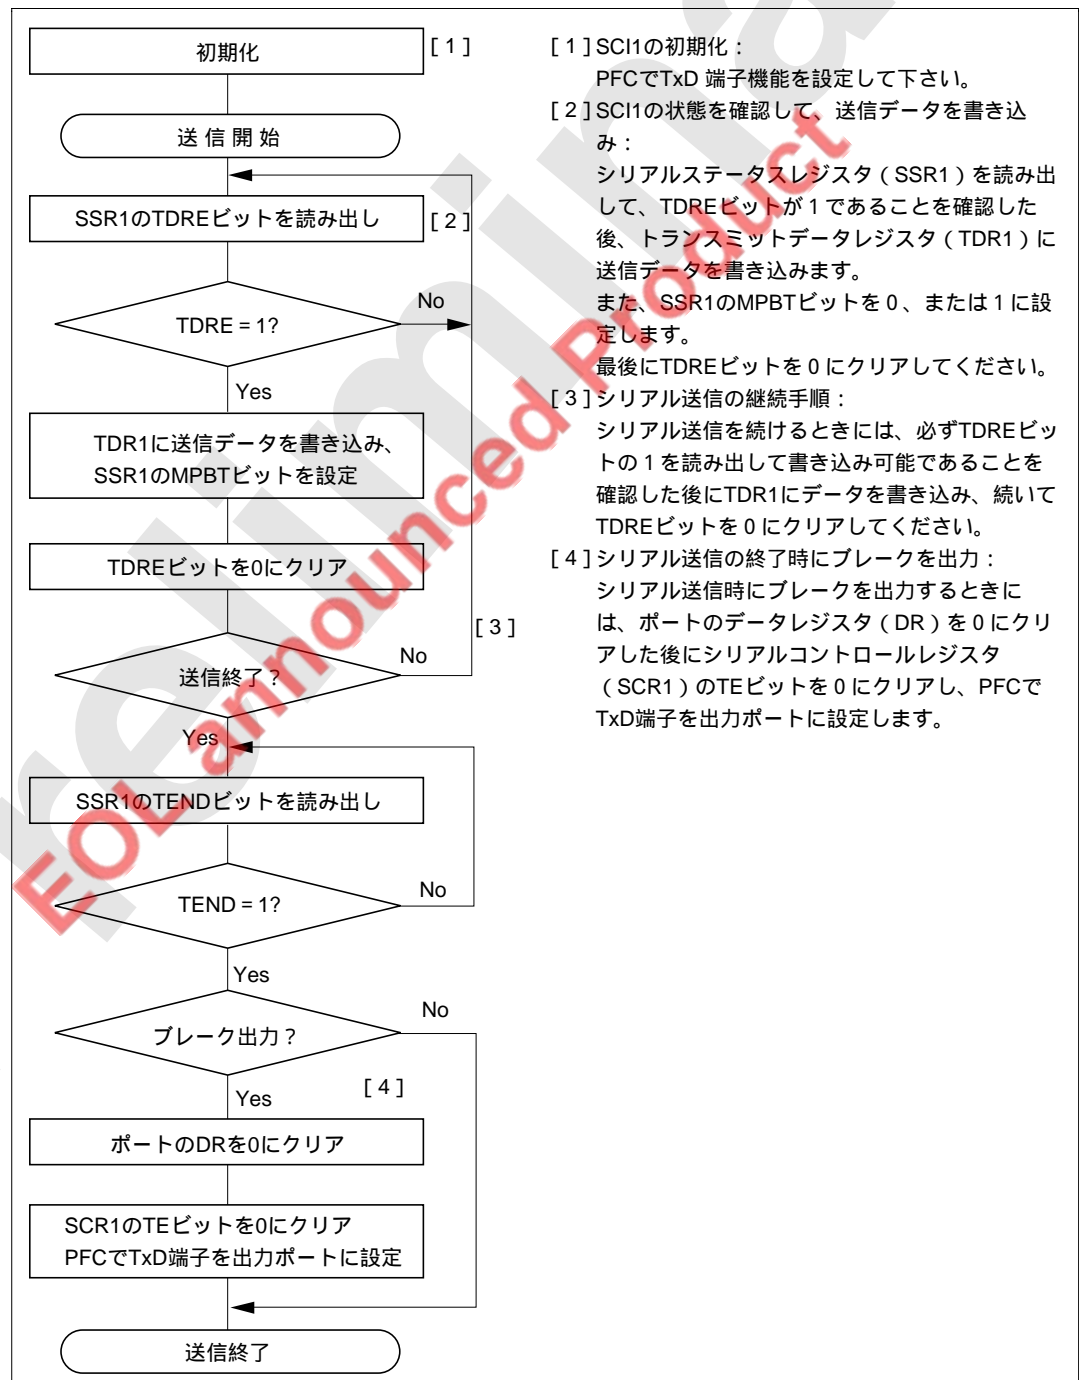 初期化
[1]
送信開始
SSR1のTDREビットを読み出し
[2]
TDRE = 1?
No
Yes
TDR1に送信データを書き込み、
SSR1のMPBTビットを設定
TDREビットを0にクリア
[3]
送信終了？
No
Yes
SSR1のTENDビットを読み出し
TEND = 1?
No
Yes
ブレーク出力？
No
Yes
[4]
ポートのDRを0にクリア
SCR1のTEビットを0にクリア
PFCでTxD端子を出力ポートに設定
送信終了
[1]SCI1の初期化：
PFCでTxD 端子機能を設定して下さい。
[2]SCI1の状態を確認して、送信データを書き込
み：
シリアルステータスレジスタ（SSR1）を読み出
して、TDREビットが１であることを確認した
後、トランスミットデータレジスタ（TDR1）に
送信データを書き込みます。
また、SSR1のMPBTビットを０、または１に設
定します。
最後にTDREビットを０にクリアしてください。
[3]シリアル送信の継続手順：
シリアル送信を続けるときには、必ずTDREビッ
トの１を読み出して書き込み可能であることを
確認した後にTDR1にデータを書き込み、続いて
TDREビットを０にクリアしてください。
[4]シリアル送信の終了時にブレークを出力：
シリアル送信時にブレークを出力するときに
は、ポートのデータレジスタ（DR）を０にクリ
アした後にシリアルコントロールレジスタ
（SCR1）のTEビットを０にクリアし、PFCで
TxD端子を出力ポートに設定します。
EOL announced Product
relimina